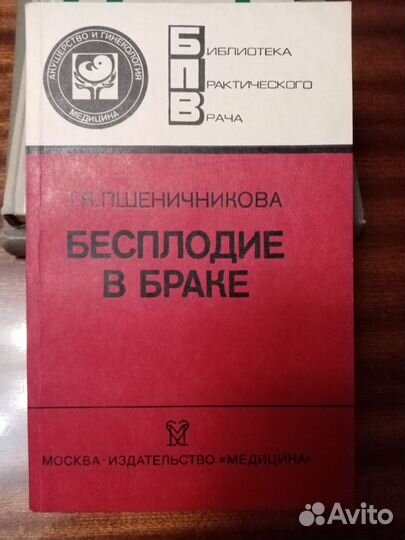 АКУШЕРСТВО И ГИНЕКОЛОГИЯ
МЕДИЦИНА
БИБЛИОТЕКА
ПРАКТИЧЕСКОГО
ВРАЧА
Т.Я.ПШЕНИЧНИКОВА
БЕСПЛОДИЕ
В БРАКЕ
МОСКВА · ИЗДАТЕЛЬСТВО «МЕДИЦИНА»
Avito